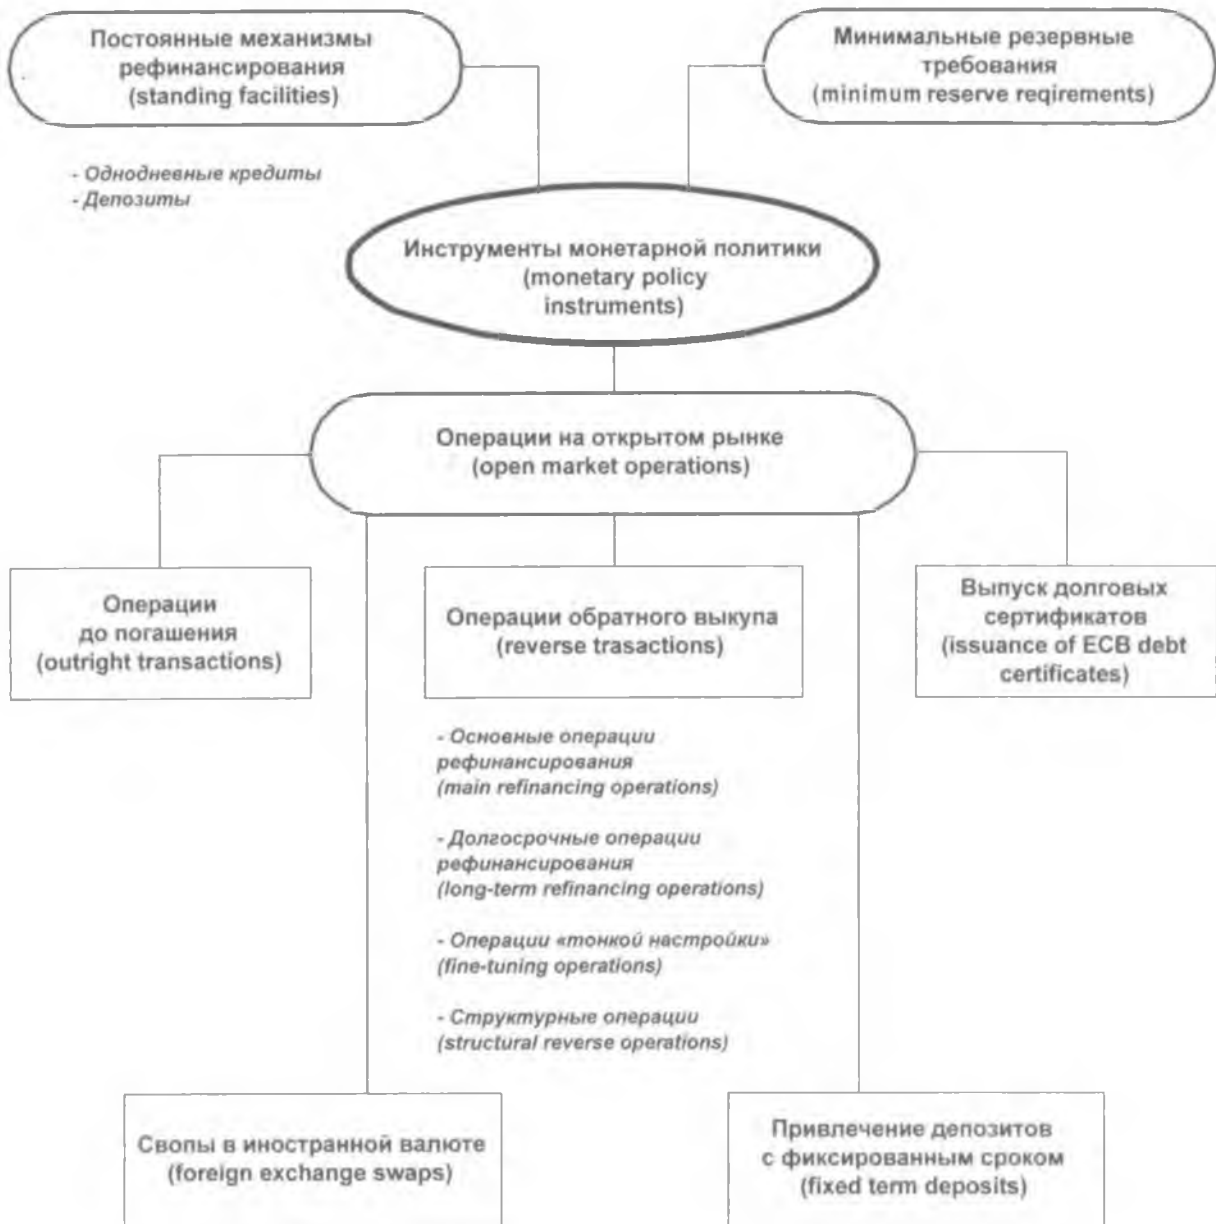 Постоянные механизмы
рефинансирования
(standing facilities)
Минимальные резервные
требования
(minimum reserve reqirements)
- Однодневные кредиты
- Депозиты
Инструменты монетарной политики
(monetary policy
instruments)
Операции на открытом рынке
(open market operations)
Операции
до погашения
(outright transactions)
Операции обратного выкупа
(reverse trasactions)
Выпуск долговых
сертификатов
(issuance of ECB debt
certificates)
- Основные операции
рефинансирования
(main refinancing operations)
- Долгосрочные операции
рефинансирования
(long-term refinancing operations)
- Операции «тонкой настройки»
(fine-tuning operations)
- Структурные операции
(structural reverse operations)
Свопы в иностранной валюте
(foreign exchange swaps)
Привлечение депозитов
с фиксированным сроком
(fixed term deposits)